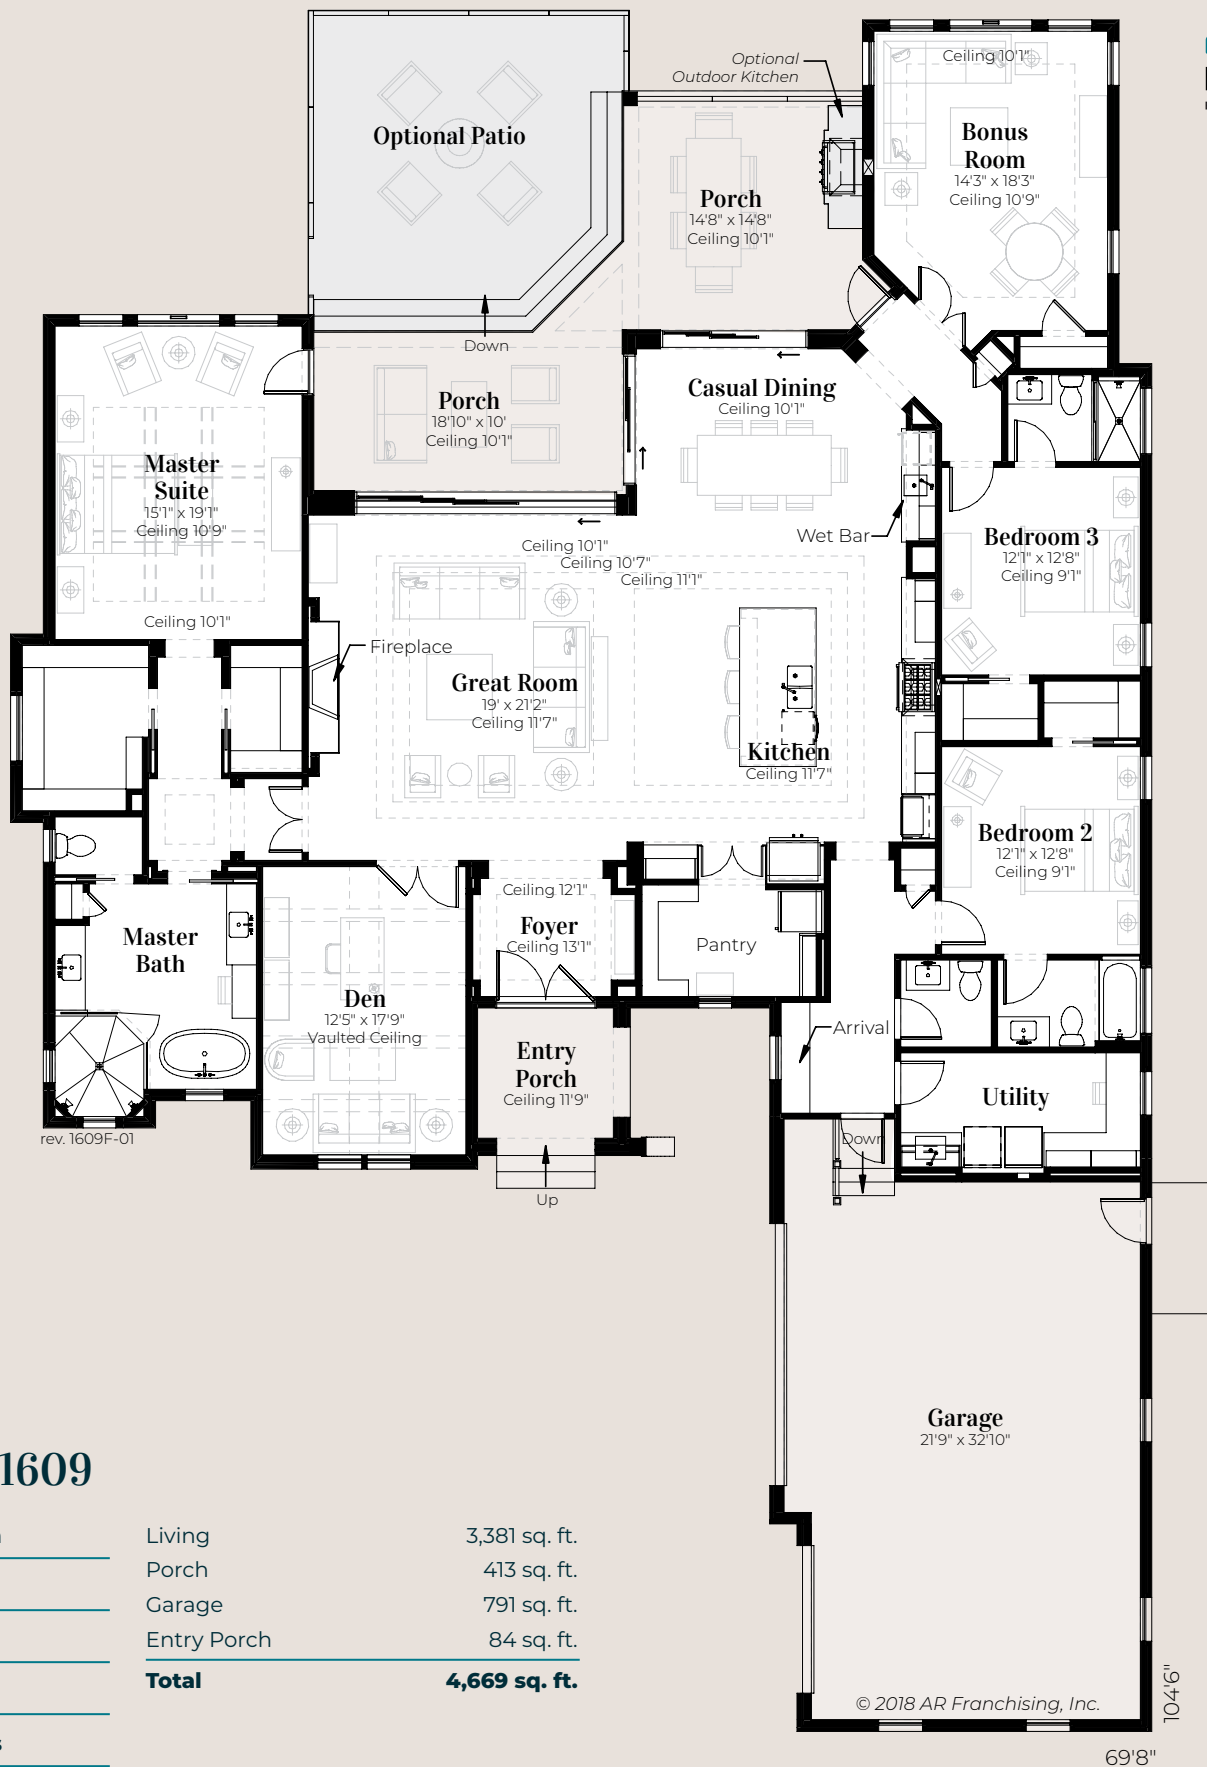 Optional
Outdoor Kitchen
Ceiling 10'1"
Optional Patio
Bonus
Room
14'3" x 18'3"
Ceiling 10'9"
Porch
14'8" x 14'8"
Ceiling 10'1"
Down
Porch
18'10" x 10'
Ceiling 10'1"
Casual Dining
Ceiling 10'1"
Master
Suite
15'1" x 19'1"
Ceiling 10'9"
Ceiling 10'1"
Wet Bar
Bedroom 3
12'1" x 12'8"
Ceiling 9'1"
Ceiling 10'1"
Ceiling 10'7"
Ceiling 11'1"
Fireplace
Great Room
19' x 21'2"
Ceiling 11'7"
Kitchen
Ceiling 11'7"
Bedroom 2
12'1" x 12'8"
Ceiling 9'1"
Ceiling 12'1"
Foyer
Ceiling 13'1"
Pantry
Master
Bath
Den
12'5" x 17'9"
Vaulted Ceiling
Arrival
Entry
Porch
Ceiling 11'9"
Utility
rev. 1609F-01
Down
Up
Garage
21'9" x 32'10"
1609
Living 3,381 sq. ft.
Porch 413 sq. ft.
Garage 791 sq. ft.
Entry Porch 84 sq. ft.
Total 4,669 sq. ft.
© 2018 AR Franchising, Inc.
104'6"
69'8"